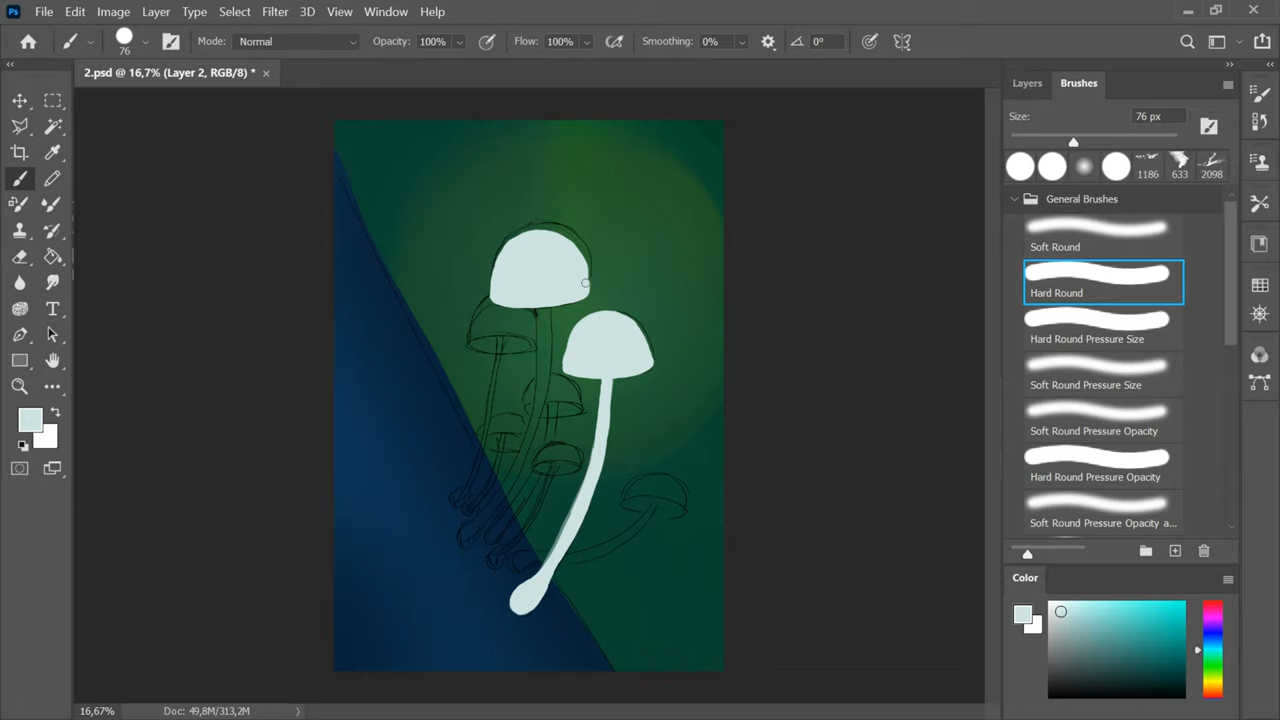 Ps File Edit Image Layer Type Select Filter 3D View Window Help
76 Mode: Normal Opacity: 100% Flow: 100% Smoothing: 0% 0°
2.psd @ 16,7% (Layer 2, RGB/8) *
Layers Brushes
Size: 76 px
1186 633 2098
General Brushes
Soft Round
Hard Round
Hard Round Pressure Size
Soft Round Pressure Size
Soft Round Pressure Opacity
Hard Round Pressure Opacity
Soft Round Pressure Opacity a...
Color
16,67% Doc: 49,8M/313,2M